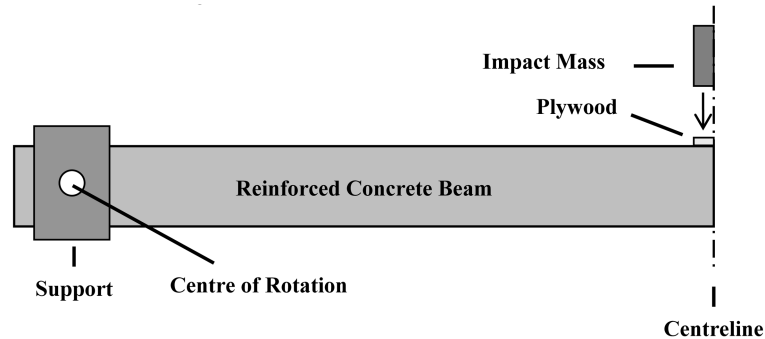 Impact Mass
Plywood
Reinforced Concrete Beam
Support
Centre of Rotation
Centreline